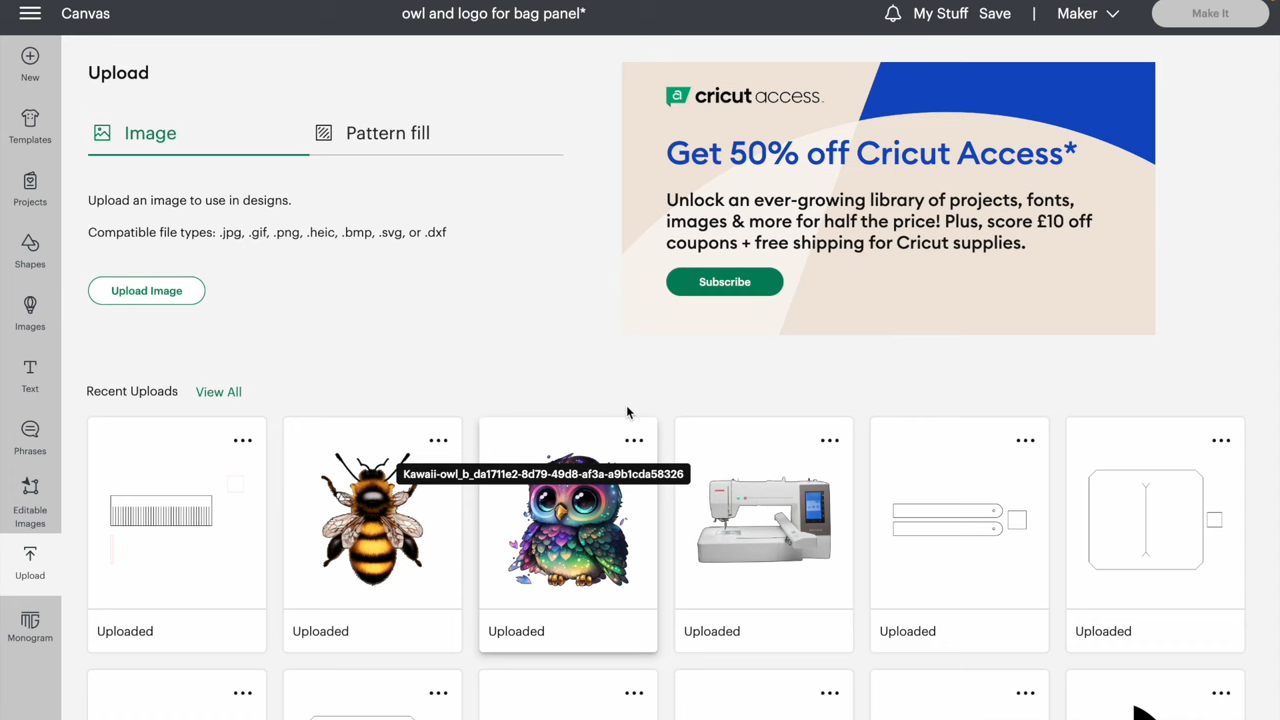 Canvas
owl and logo for bag panel*
My Stuff
Save
|
Maker
Make It
New
Templates
Projects
Shapes
Images
Text
Phrases
Editable
Images
Upload
Monogram
Upload
Image
Pattern fill
Upload an image to use in designs.
Compatible file types: .jpg, .gif, .png, .heic, .bmp, .svg, or .dxf
Upload Image
a cricut access.
Get 50% off Cricut Access*
Unlock an ever-growing library of projects, fonts,
images & more for half the price! Plus, score £10 off
coupons + free shipping for Cricut supplies.
Subscribe
Recent Uploads
View All
Kawaii-owl_b_da1711e2-8d79-49d8-af3a-a9b1cda58326
Uploaded
Uploaded
Uploaded
Uploaded
Uploaded
Uploaded